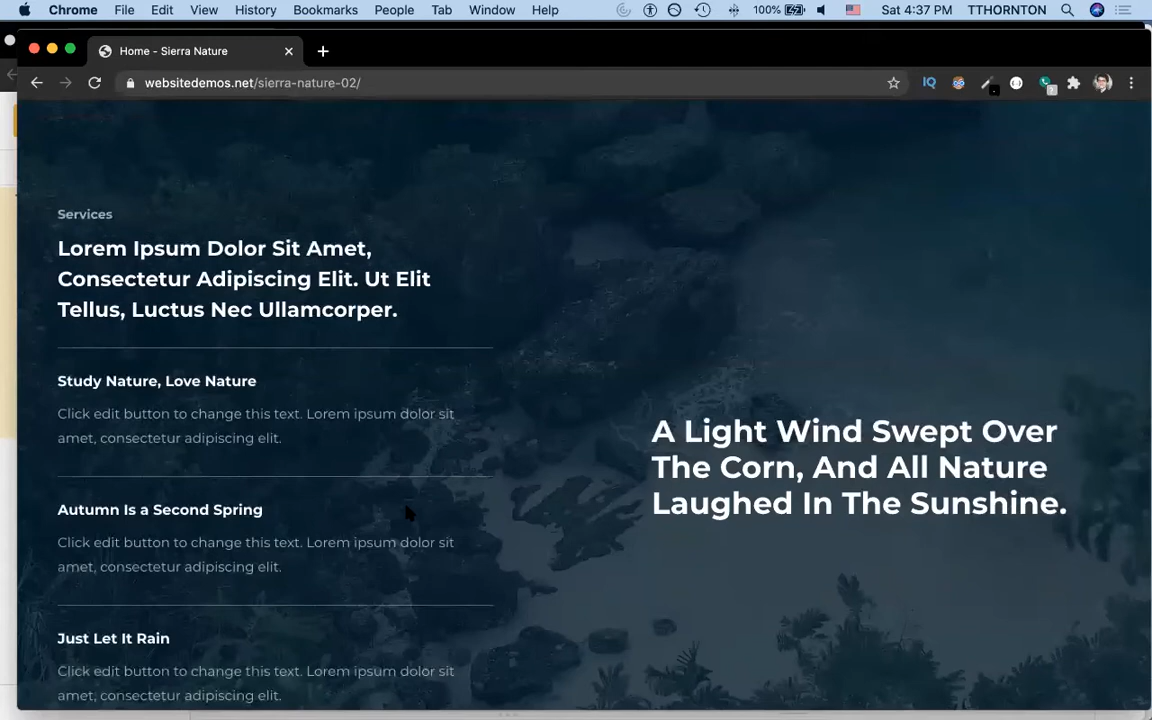 Chrome File Edit View History Bookmarks People Tab Window Help 100% Sat 4:37 PM TTHORNTON
Home - Sierra Nature
websitedemos.net/sierra-nature-02/
IQ
Services
Lorem Ipsum Dolor Sit Amet,
Consectetur Adipiscing Elit. Ut Elit
Tellus, Luctus Nec Ullamcorper.
Study Nature, Love Nature
Click edit button to change this text. Lorem ipsum dolor sit
amet, consectetur adipiscing elit.
Autumn Is a Second Spring
Click edit button to change this text. Lorem ipsum dolor sit
amet, consectetur adipiscing elit.
Just Let It Rain
Click edit button to change this text. Lorem ipsum dolor sit
amet, consectetur adipiscing elit.
A Light Wind Swept Over
The Corn, And All Nature
Laughed In The Sunshine.